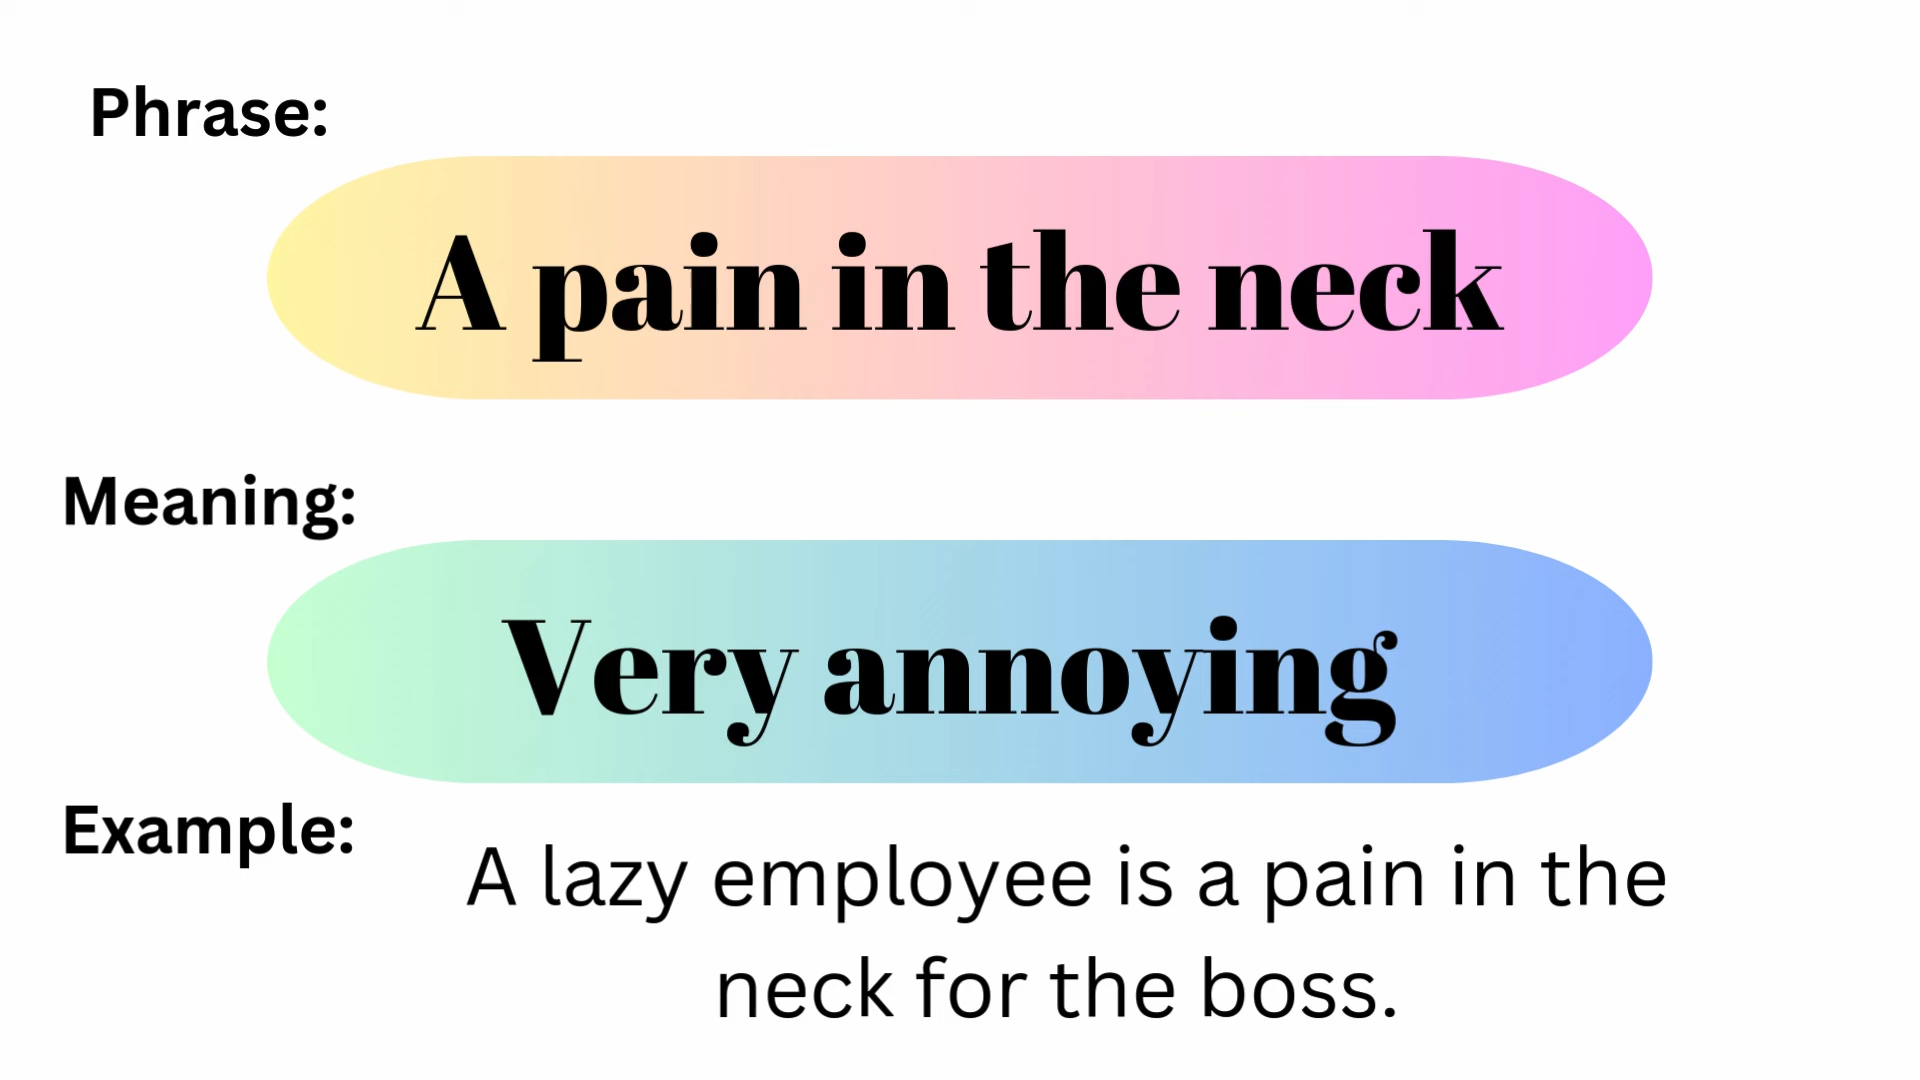 Phrase:
A pain in the neck
Meaning:
Very annoying
Example:
A lazy employee is a pain in the
neck for the boss.